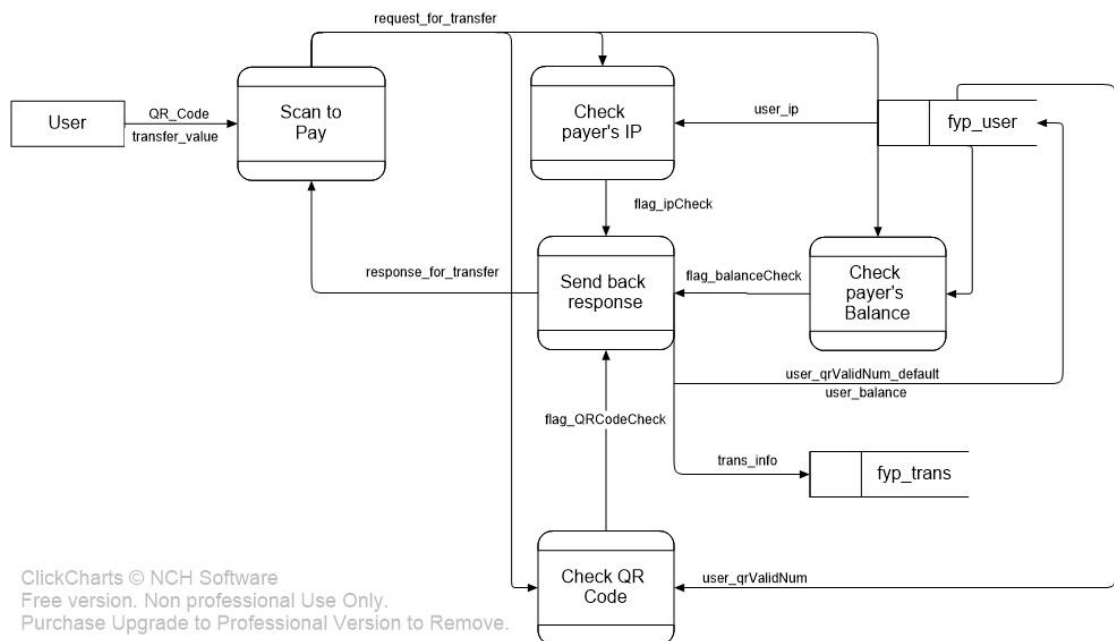 request_for_transfer
User
QR_Code
transfer_value
Scan to
Pay
Check
payer's IP
user_ip
fyp_user
flag_ipCheck
response_for_transfer
Send back
response
flag_balanceCheck
Check
payer's
Balance
user_qrValidNum_default
user_balance
flag_QRCodeCheck
trans_info
fyp_trans
Check QR
Code
user_qrValidNum
ClickCharts © NCH Software
Free version. Non professional Use Only.
Purchase Upgrade to Professional Version to Remove.